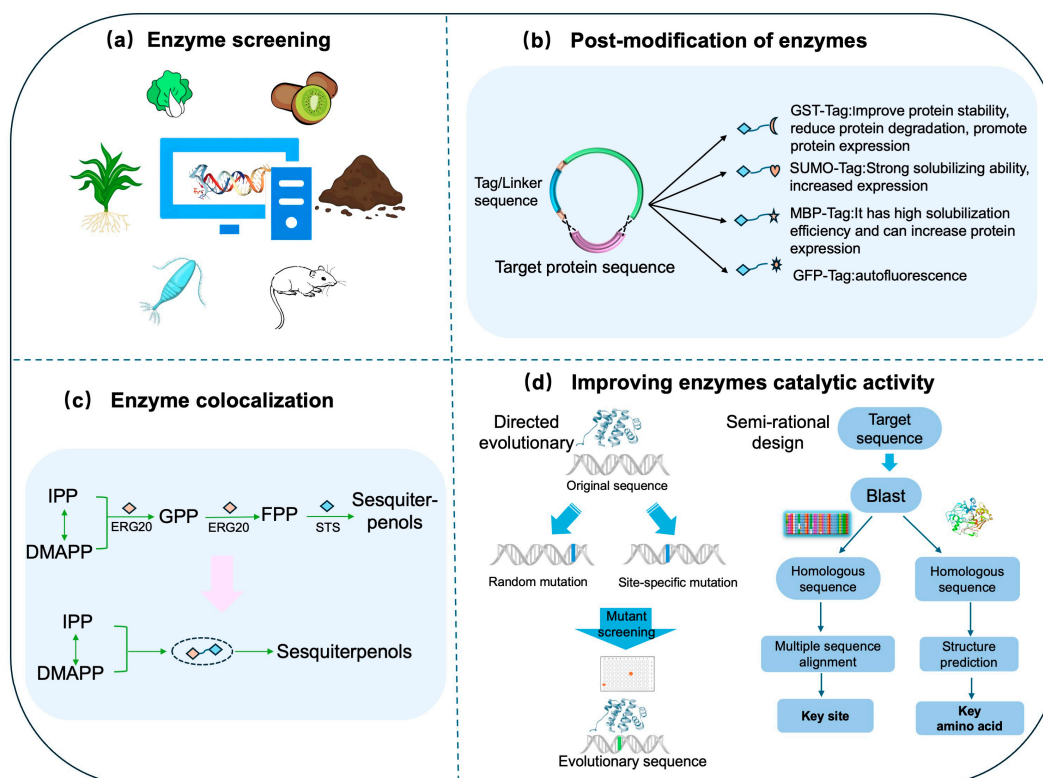 (a) Enzyme screening
(b) Post-modification of enzymes
Tag/Linker
sequence
Target protein sequence
GST-Tag:Improve protein stability,
reduce protein degradation, promote
protein expression
SUMO-Tag:Strong solubilizing ability,
increased expression
MBP-Tag:It has high solubilization
efficiency and can increase protein
expression
GFP-Tag:autofluorescence
(c) Enzyme colocalization
IPP
DMAPP
ERG20
GPP
ERG20
FPP
STS
Sesquiter-
penols
IPP
DMAPP
Sesquiterpenols
(d) Improving enzymes catalytic activity
Directed
evolutionary
Original sequence
Random mutation
Site-specific mutation
Mutant
screening
Evolutionary sequence
Semi-rational
design
Target
sequence
Blast
Homologous
sequence
Homologous
sequence
Multiple sequence
alignment
Structure
prediction
Key site
Key
amino acid